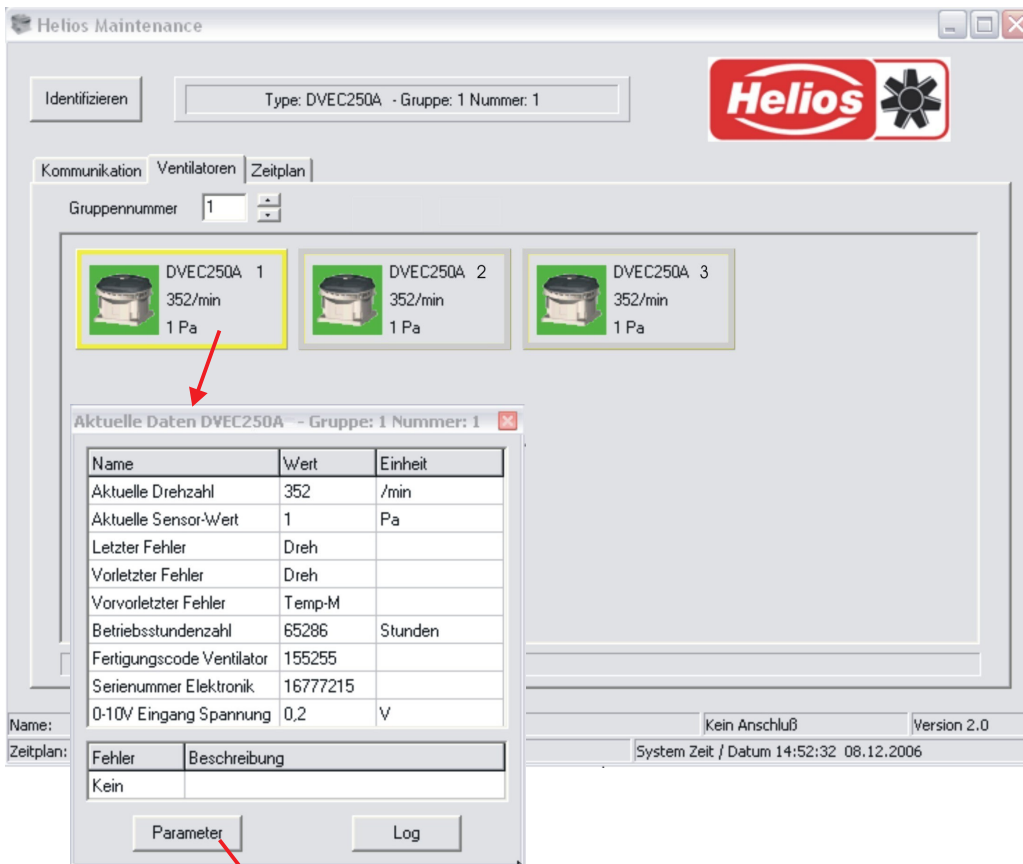 Helios Maintenance
Identifizieren
Type: DVEC250A - Gruppe: 1 Nummer: 1
Helios
Kommunikation Ventilatoren Zeitplan
Gruppennummer 1
DVEC250A 1
352/min
1 Pa
DVEC250A 2
352/min
1 Pa
DVEC250A 3
352/min
1 Pa
Aktuelle Daten DVEC250A - Gruppe: 1 Nummer: 1
Name Wert Einheit
Aktuelle Drehzahl 352 /min
Aktuelle Sensor-Wert 1 Pa
Letzter Fehler Dreh
Vorletzter Fehler Dreh
Vorvorletzter Fehler Temp-M
Betriebsstundenzahl 65286 Stunden
Fertigungscode Ventilator 155255
Serienummer Elektronik 16777215
0-10V Eingang Spannung 0,2 V
Fehler Beschreibung
Kein
Parameter Log
Name: Kein Anschluß Version 2.0
Zeitplan: System Zeit / Datum 14:52:32 08.12.2006